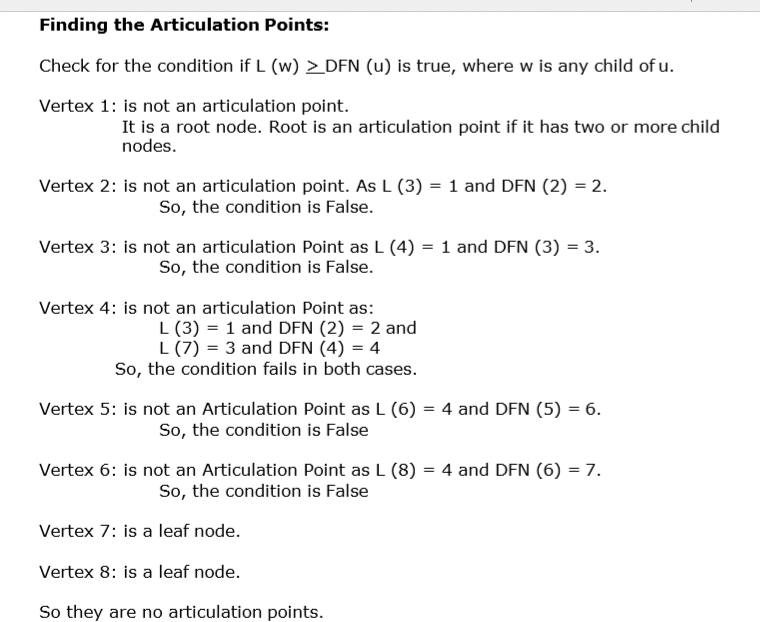 Finding the Articulation Points:
Check for the condition if L (w) ≥ DFN (u) is true, where w is any child of u.
Vertex 1: is not an articulation point.
It is a root node. Root is an articulation point if it has two or more child
nodes.
Vertex 2: is not an articulation point. As L (3) = 1 and DFN (2) = 2.
So, the condition is False.
Vertex 3: is not an articulation Point as L (4) = 1 and DFN (3) = 3.
So, the condition is False.
Vertex 4: is not an articulation Point as:
L (3) = 1 and DFN (2) = 2 and
L (7) = 3 and DFN (4) = 4
So, the condition fails in both cases.
Vertex 5: is not an Articulation Point as L (6) = 4 and DFN (5) = 6.
So, the condition is False
Vertex 6: is not an Articulation Point as L (8) = 4 and DFN (6) = 7.
So, the condition is False
Vertex 7: is a leaf node.
Vertex 8: is a leaf node.
So they are no articulation points.